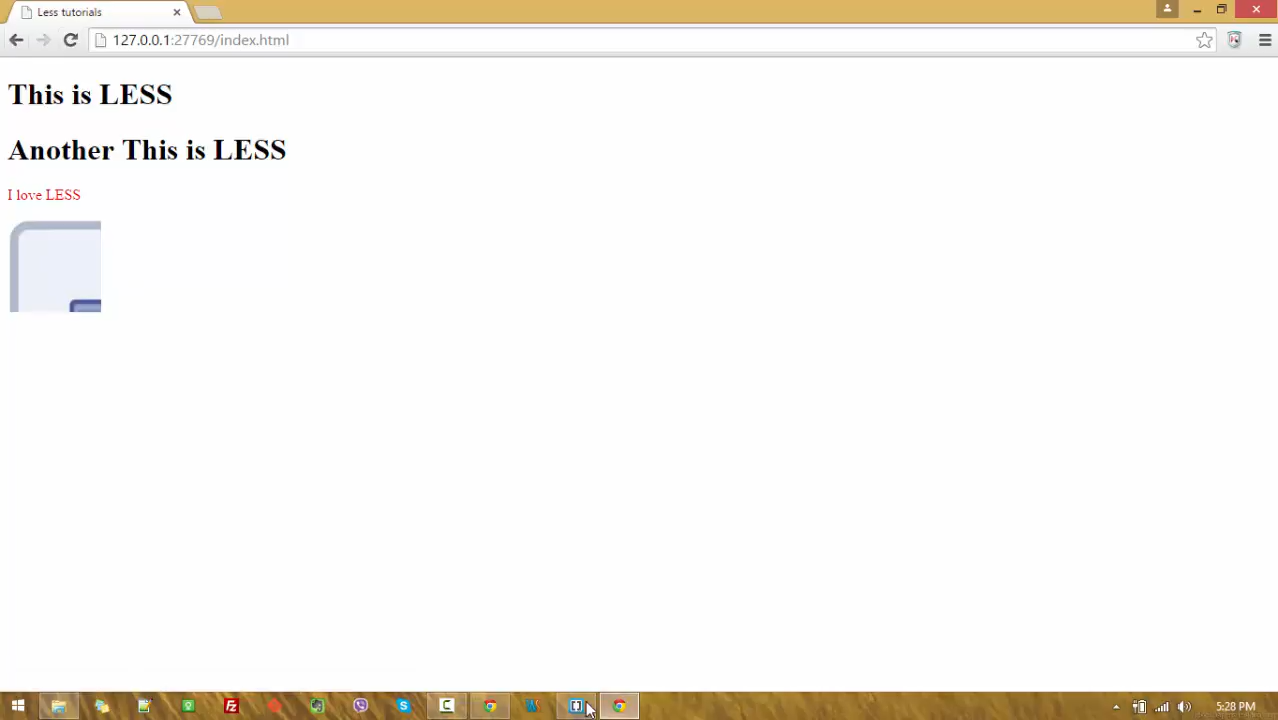 Less tutorials
127.0.0.1:27769/index.html
This is LESS
Another This is LESS
I love LESS
5:28 PM